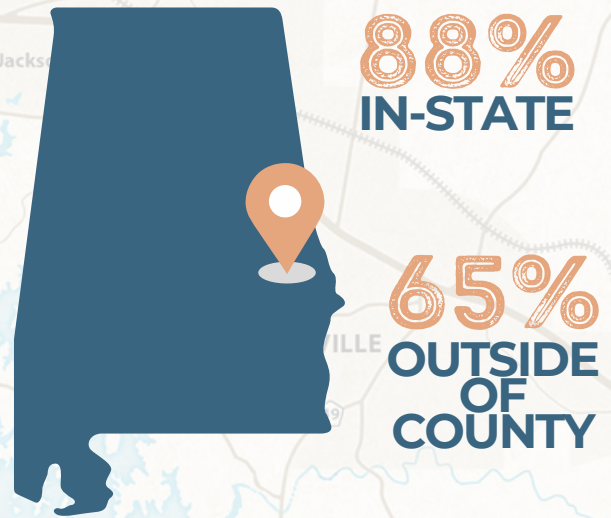 88%
IN-STATE
65%
OUTSIDE
OF
COUNTY